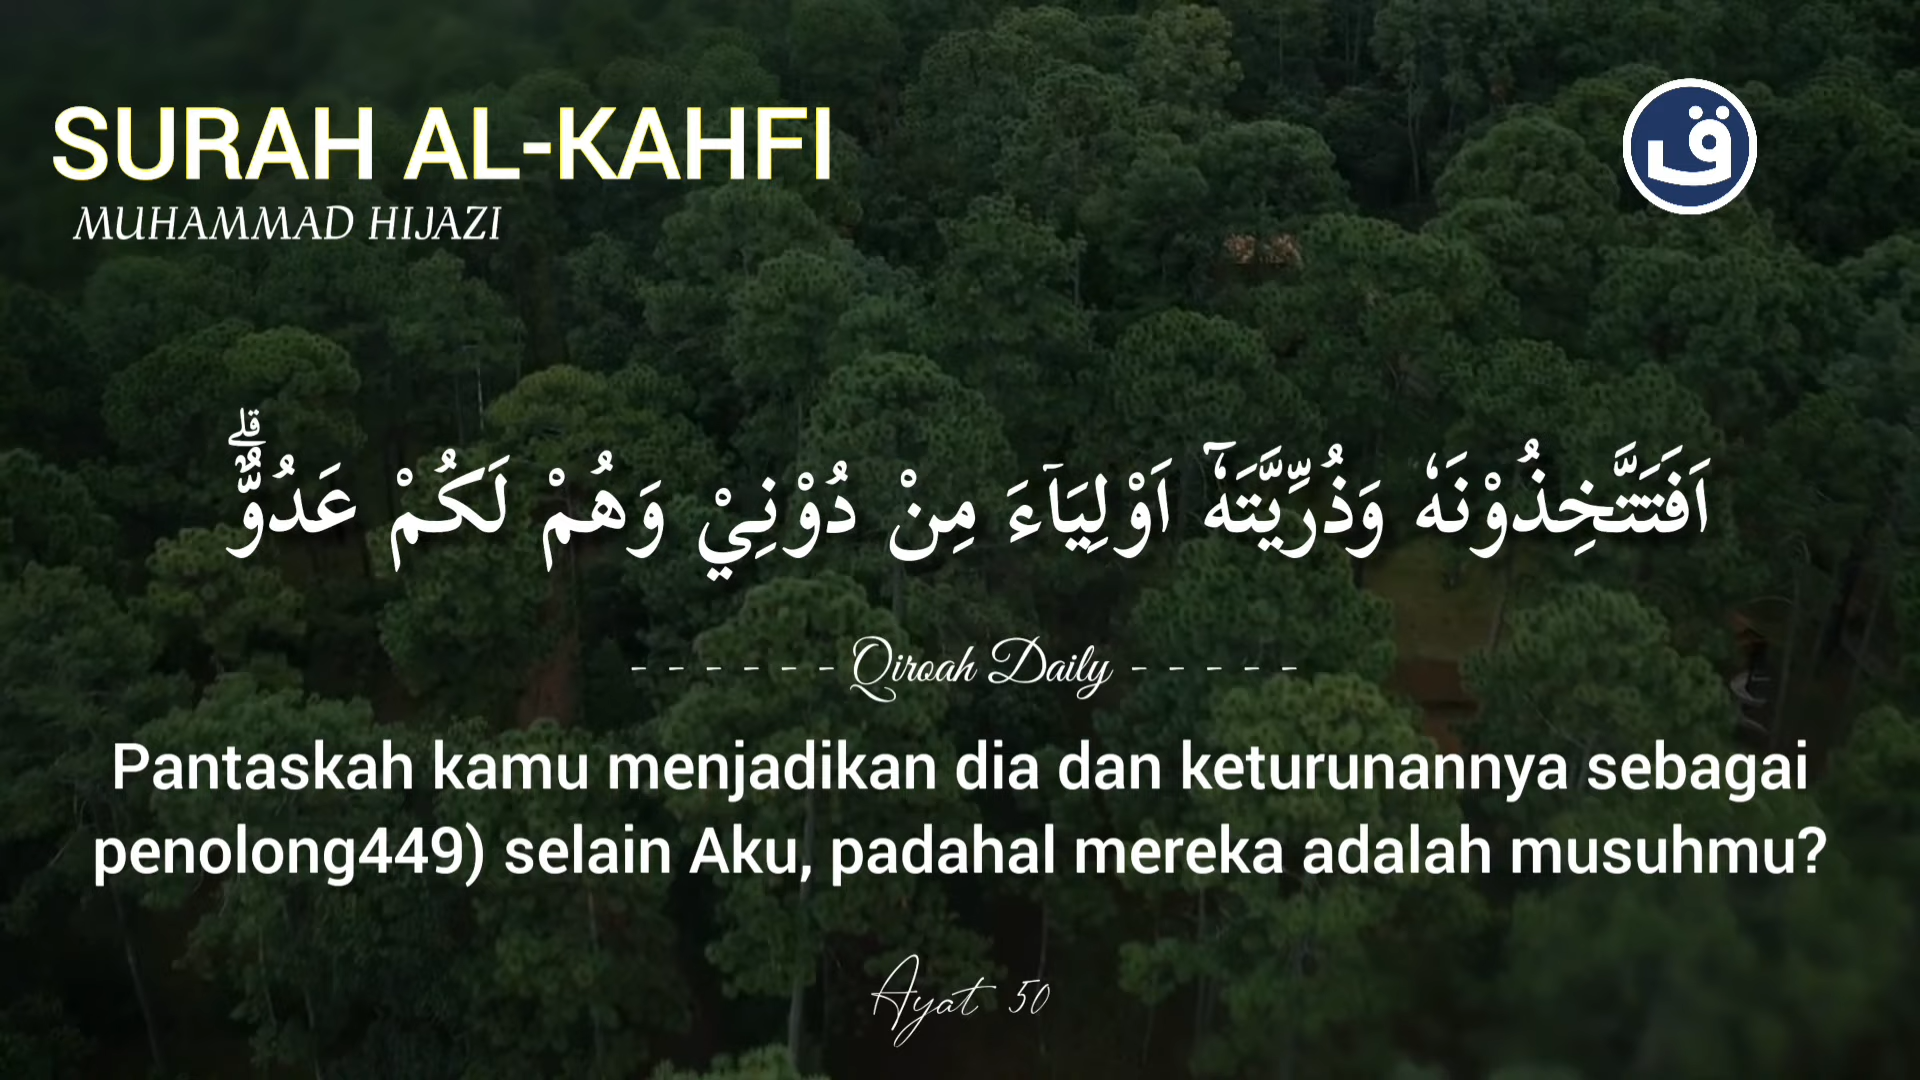 SURAH AL-KAHFI
MUHAMMAD HIJAZI
ق
اَفَتَتَّخِذُوْنَهٗ وَذُرِّيَّتَهٗٓ اَوْلِيَاۤءَ مِنْ دُوْنِيْ وَهُمْ لَكُمْ عَدُوٌّۗ
- - - - - - Qiroah Daily - - - - -
Pantaskah kamu menjadikan dia dan keturunannya sebagai
penolong449) selain Aku, padahal mereka adalah musuhmu?
Ayat 50